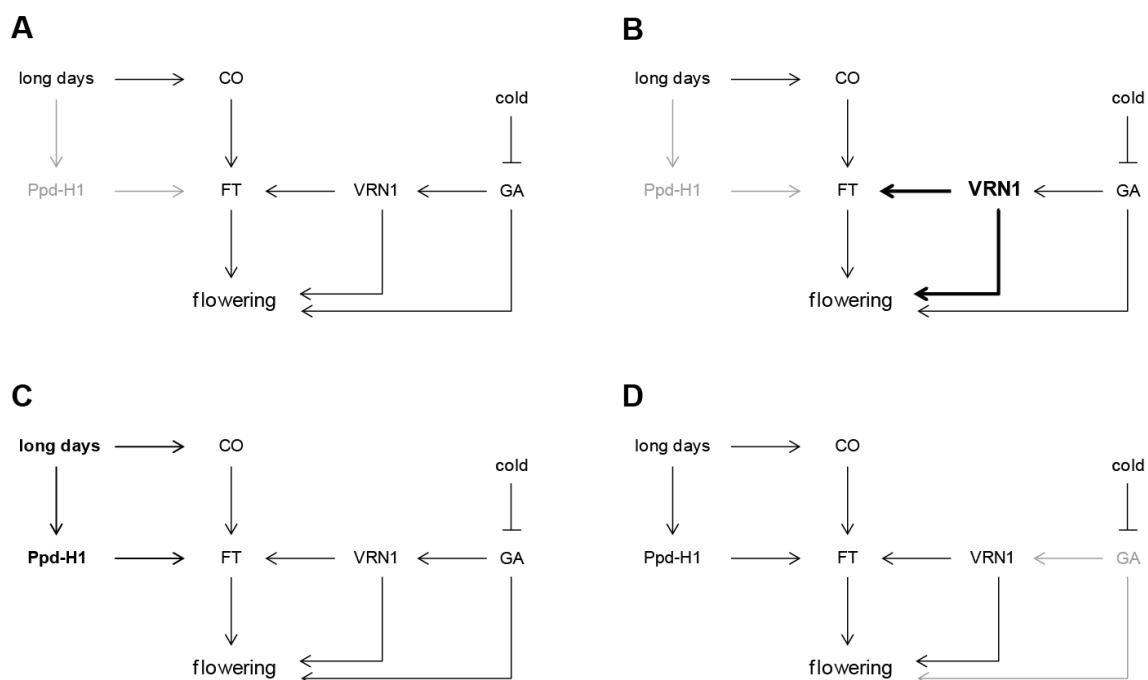 A
long days
CO
cold
Ppd-H1
FT
VRN1
GA
flowering
B
long days
CO
cold
Ppd-H1
FT
VRN1
GA
flowering
C
long days
CO
cold
Ppd-H1
FT
VRN1
GA
flowering
D
long days
CO
cold
Ppd-H1
FT
VRN1
GA
flowering